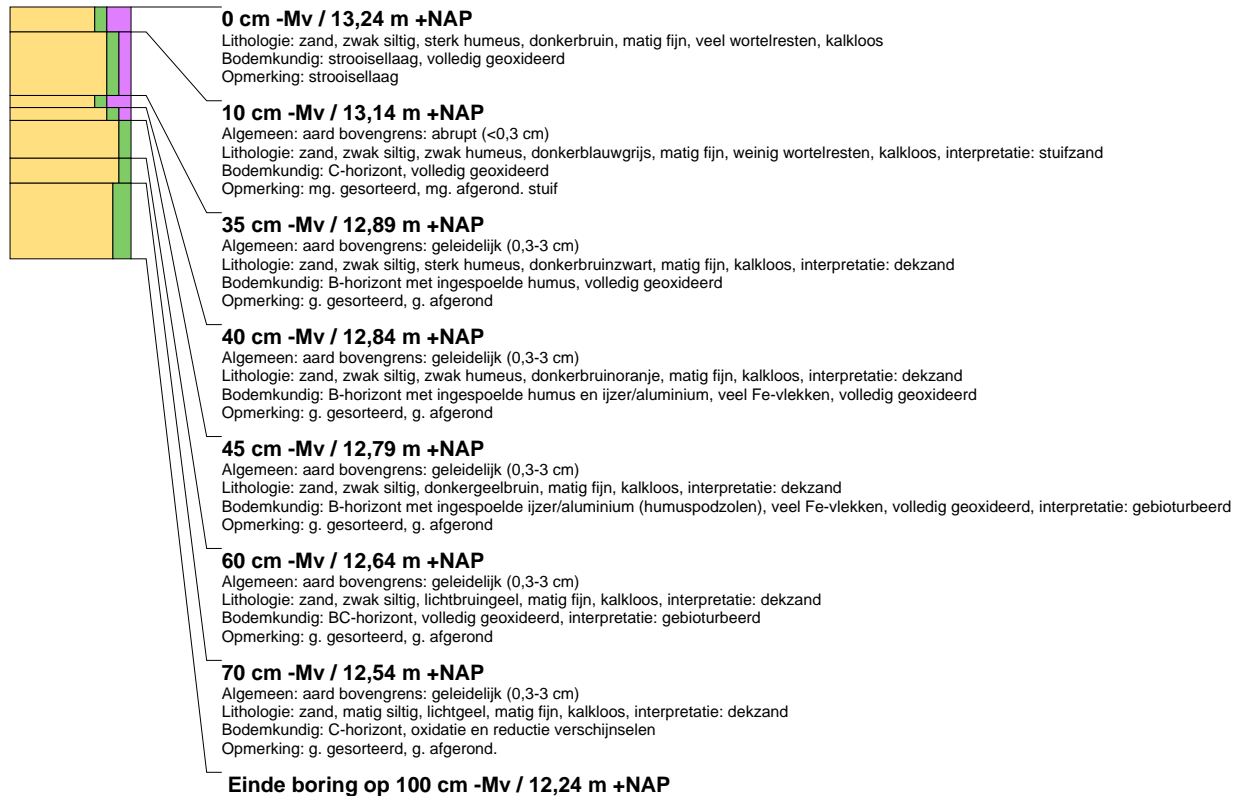 0 cm -Mv / 13,24 m +NAP
Lithologie: zand, zwak siltig, sterk humeus, donkerbruin, matig fijn, veel wortelresten, kalkloos
Bodemkundig: strooisellaag, volledig geoxideerd
Opmerking: strooisellaag
10 cm -Mv / 13,14 m +NAP
Algemeen: aard bovengrens: abrupt (<0,3 cm)
Lithologie: zand, zwak siltig, zwak humeus, donkerblauwgrijs, matig fijn, weinig wortelresten, kalkloos, interpretatie: stuifzand
Bodemkundig: C-horizont, volledig geoxideerd
Opmerking: mg. gesorteerd, mg. afgerond. stuif
35 cm -Mv / 12,89 m +NAP
Algemeen: aard bovengrens: geleidelijk (0,3-3 cm)
Lithologie: zand, zwak siltig, sterk humeus, donkerbruinzwart, matig fijn, kalkloos, interpretatie: dekzand
Bodemkundig: B-horizont met ingespoelde humus, volledig geoxideerd
Opmerking: g. gesorteerd, g. afgerond
40 cm -Mv / 12,84 m +NAP
Algemeen: aard bovengrens: geleidelijk (0,3-3 cm)
Lithologie: zand, zwak siltig, zwak humeus, donkerbruinoranje, matig fijn, kalkloos, interpretatie: dekzand
Bodemkundig: B-horizont met ingespoelde humus en ijzer/aluminium, veel Fe-vlekken, volledig geoxideerd
Opmerking: g. gesorteerd, g. afgerond
45 cm -Mv / 12,79 m +NAP
Algemeen: aard bovengrens: geleidelijk (0,3-3 cm)
Lithologie: zand, zwak siltig, donkergeelbruin, matig fijn, kalkloos, interpretatie: dekzand
Bodemkundig: B-horizont met ingespoelde ijzer/aluminium (humuspodzolen), veel Fe-vlekken, volledig geoxideerd, interpretatie: gebioturbeerd
Opmerking: g. gesorteerd, g. afgerond
60 cm -Mv / 12,64 m +NAP
Algemeen: aard bovengrens: geleidelijk (0,3-3 cm)
Lithologie: zand, zwak siltig, lichtbruingeel, matig fijn, kalkloos, interpretatie: dekzand
Bodemkundig: BC-horizont, volledig geoxideerd, interpretatie: gebioturbeerd
Opmerking: g. gesorteerd, g. afgerond
70 cm -Mv / 12,54 m +NAP
Algemeen: aard bovengrens: geleidelijk (0,3-3 cm)
Lithologie: zand, matig siltig, lichtgeel, matig fijn, kalkloos, interpretatie: dekzand
Bodemkundig: C-horizont, oxidatie en reductie verschijnselen
Opmerking: g. gesorteerd, g. afgerond.
Einde boring op 100 cm -Mv / 12,24 m +NAP